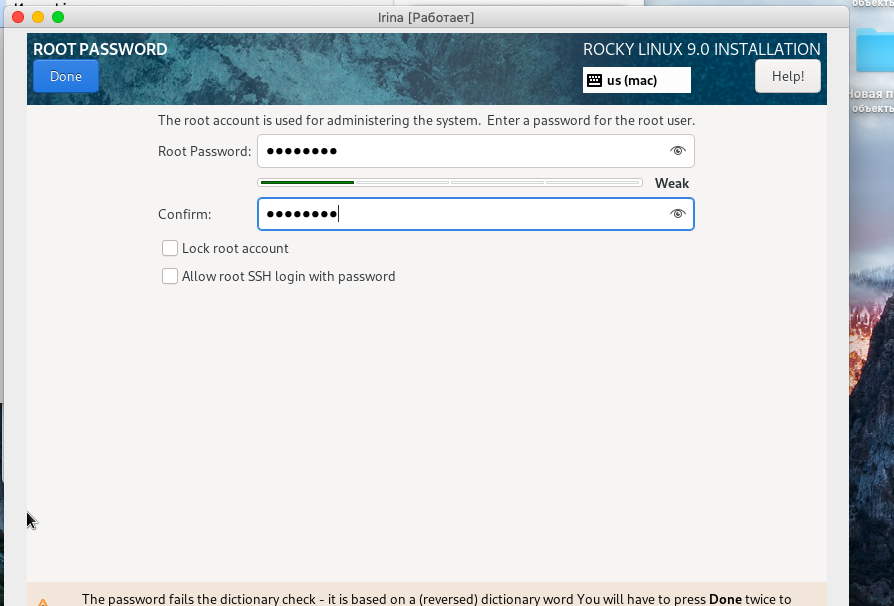 Irina [Работает]
ROOT PASSWORD
ROCKY LINUX 9.0 INSTALLATION
Done
us (mac)
Help!
The root account is used for administering the system. Enter a password for the root user.
Root Password: ●●●●●●●●
Weak
Confirm: ●●●●●●●●
Lock root account
Allow root SSH login with password
The password fails the dictionary check - it is based on a (reversed) dictionary word You will have to press Done twice to
объекты
Новая п
объекты